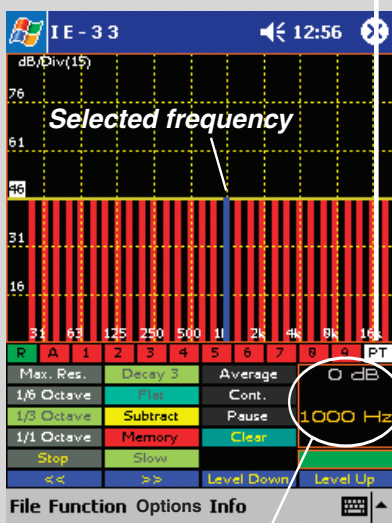 IE-33 12:56
dB/Div(15)
76
Selected frequency
61
46
31
16
31 63 125 250 500 1k 2k 4k 8k 16k
R A 1 2 3 4 5 6 7 8 9 PT
Max. Res. Decay 3 Average 0 dB
1/6 Octave Flat Cont.
1/3 Octave Subtract Pause 1000 Hz
1/1 Octave Memory Clear
Stop Slow
<< >> Level Down Level Up
File Function Options Info